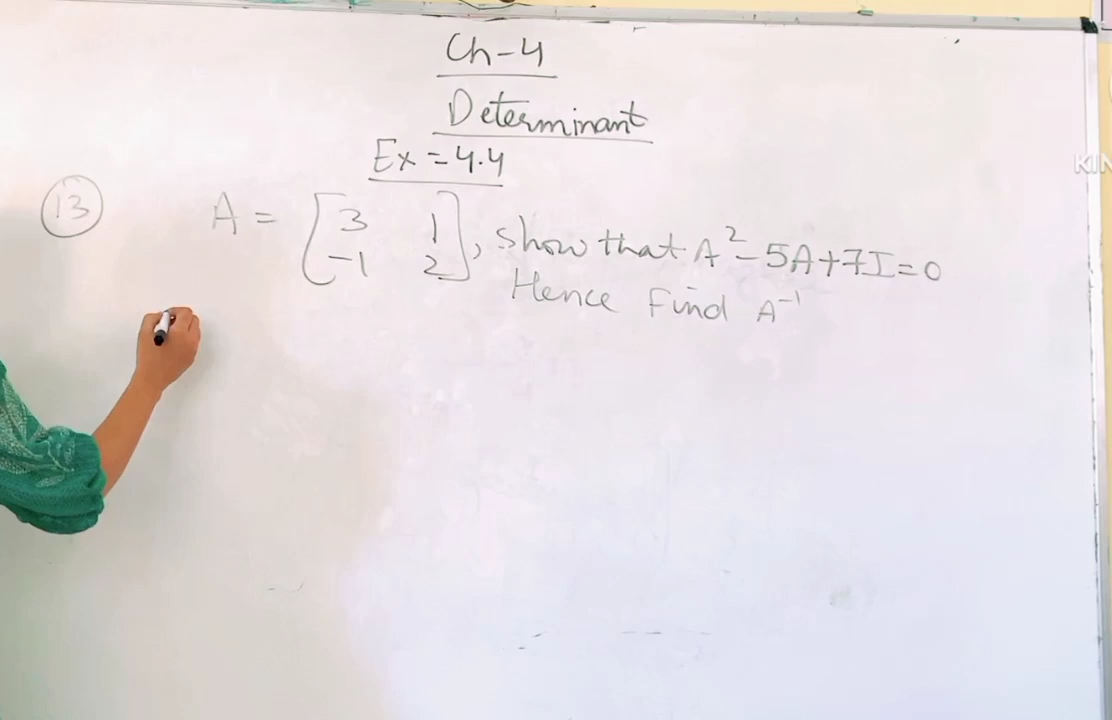 Ch-4
Determinant
Ex = 4.4
13 A = [3 1
-1 2], Show that A² - 5A + 7I = 0
Hence Find A⁻¹
KIN